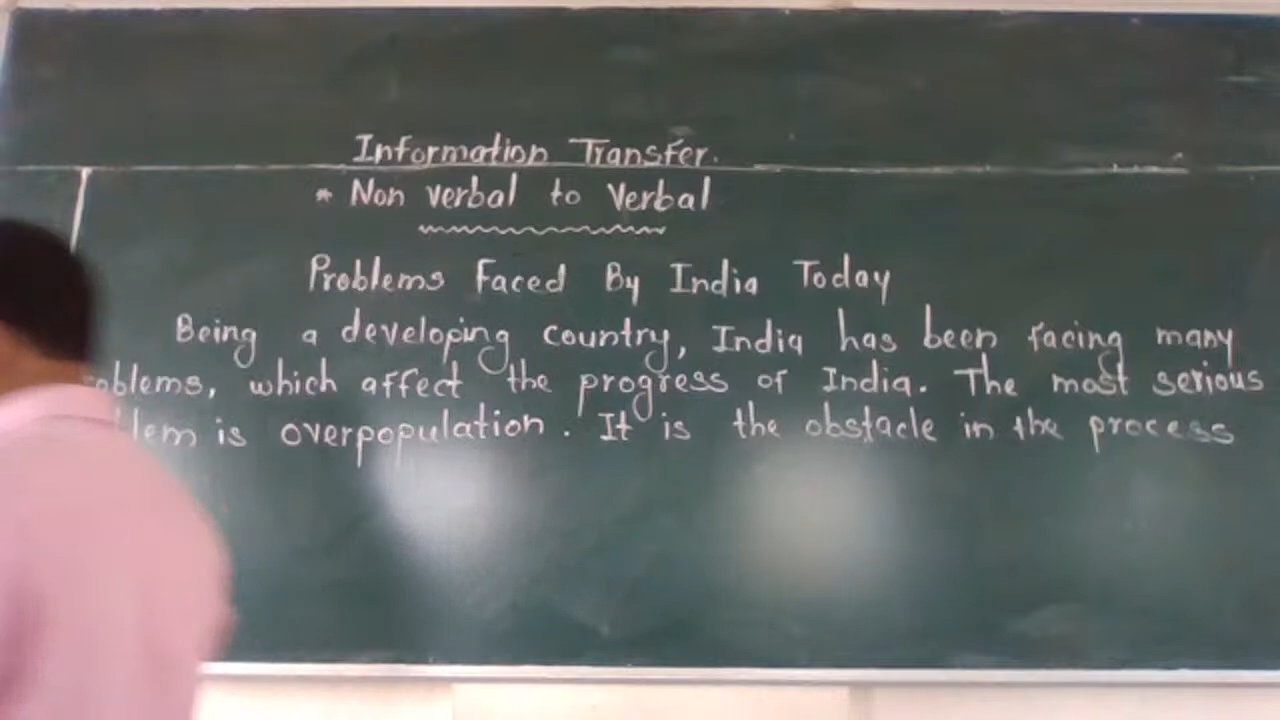 Information Transfer.
* Non verbal to Verbal
Problems Faced By India Today
Being a developing country, India has been facing many
oblems, which affect the progress of India. The most serious
lem is overpopulation. It is the obstacle in the process